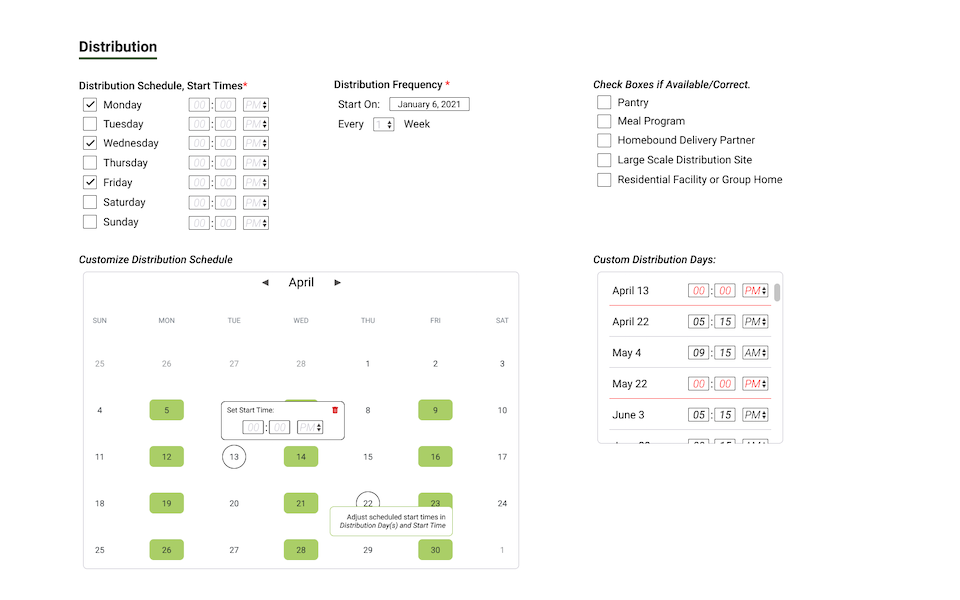 Distribution
Distribution Schedule, Start Times*
Monday 00 : 00 PM
Tuesday 00 : 00 PM
Wednesday 00 : 00 PM
Thursday 00 : 00 PM
Friday 00 : 00 PM
Saturday 00 : 00 PM
Sunday 00 : 00 PM
Distribution Frequency *
Start On: January 6, 2021
Every 1 Week
Check Boxes if Available/Correct.
Pantry
Meal Program
Homebound Delivery Partner
Large Scale Distribution Site
Residential Facility or Group Home
Customize Distribution Schedule
April
SUN MON TUE WED THU FRI SAT
25 26 27 28 1 2 3
4 5 8 9 10
Set Start Time:
00 : 00 PM
11 12 13 14 15 16 17
18 19 20 21 22 23 24
Adjust scheduled start times in
Distribution Day(s) and Start Time
25 26 27 28 29 30 1
Custom Distribution Days:
April 13 00 : 00 PM
April 22 05 : 15 PM
May 4 09 : 15 AM
May 22 00 : 00 PM
June 3 05 : 15 PM